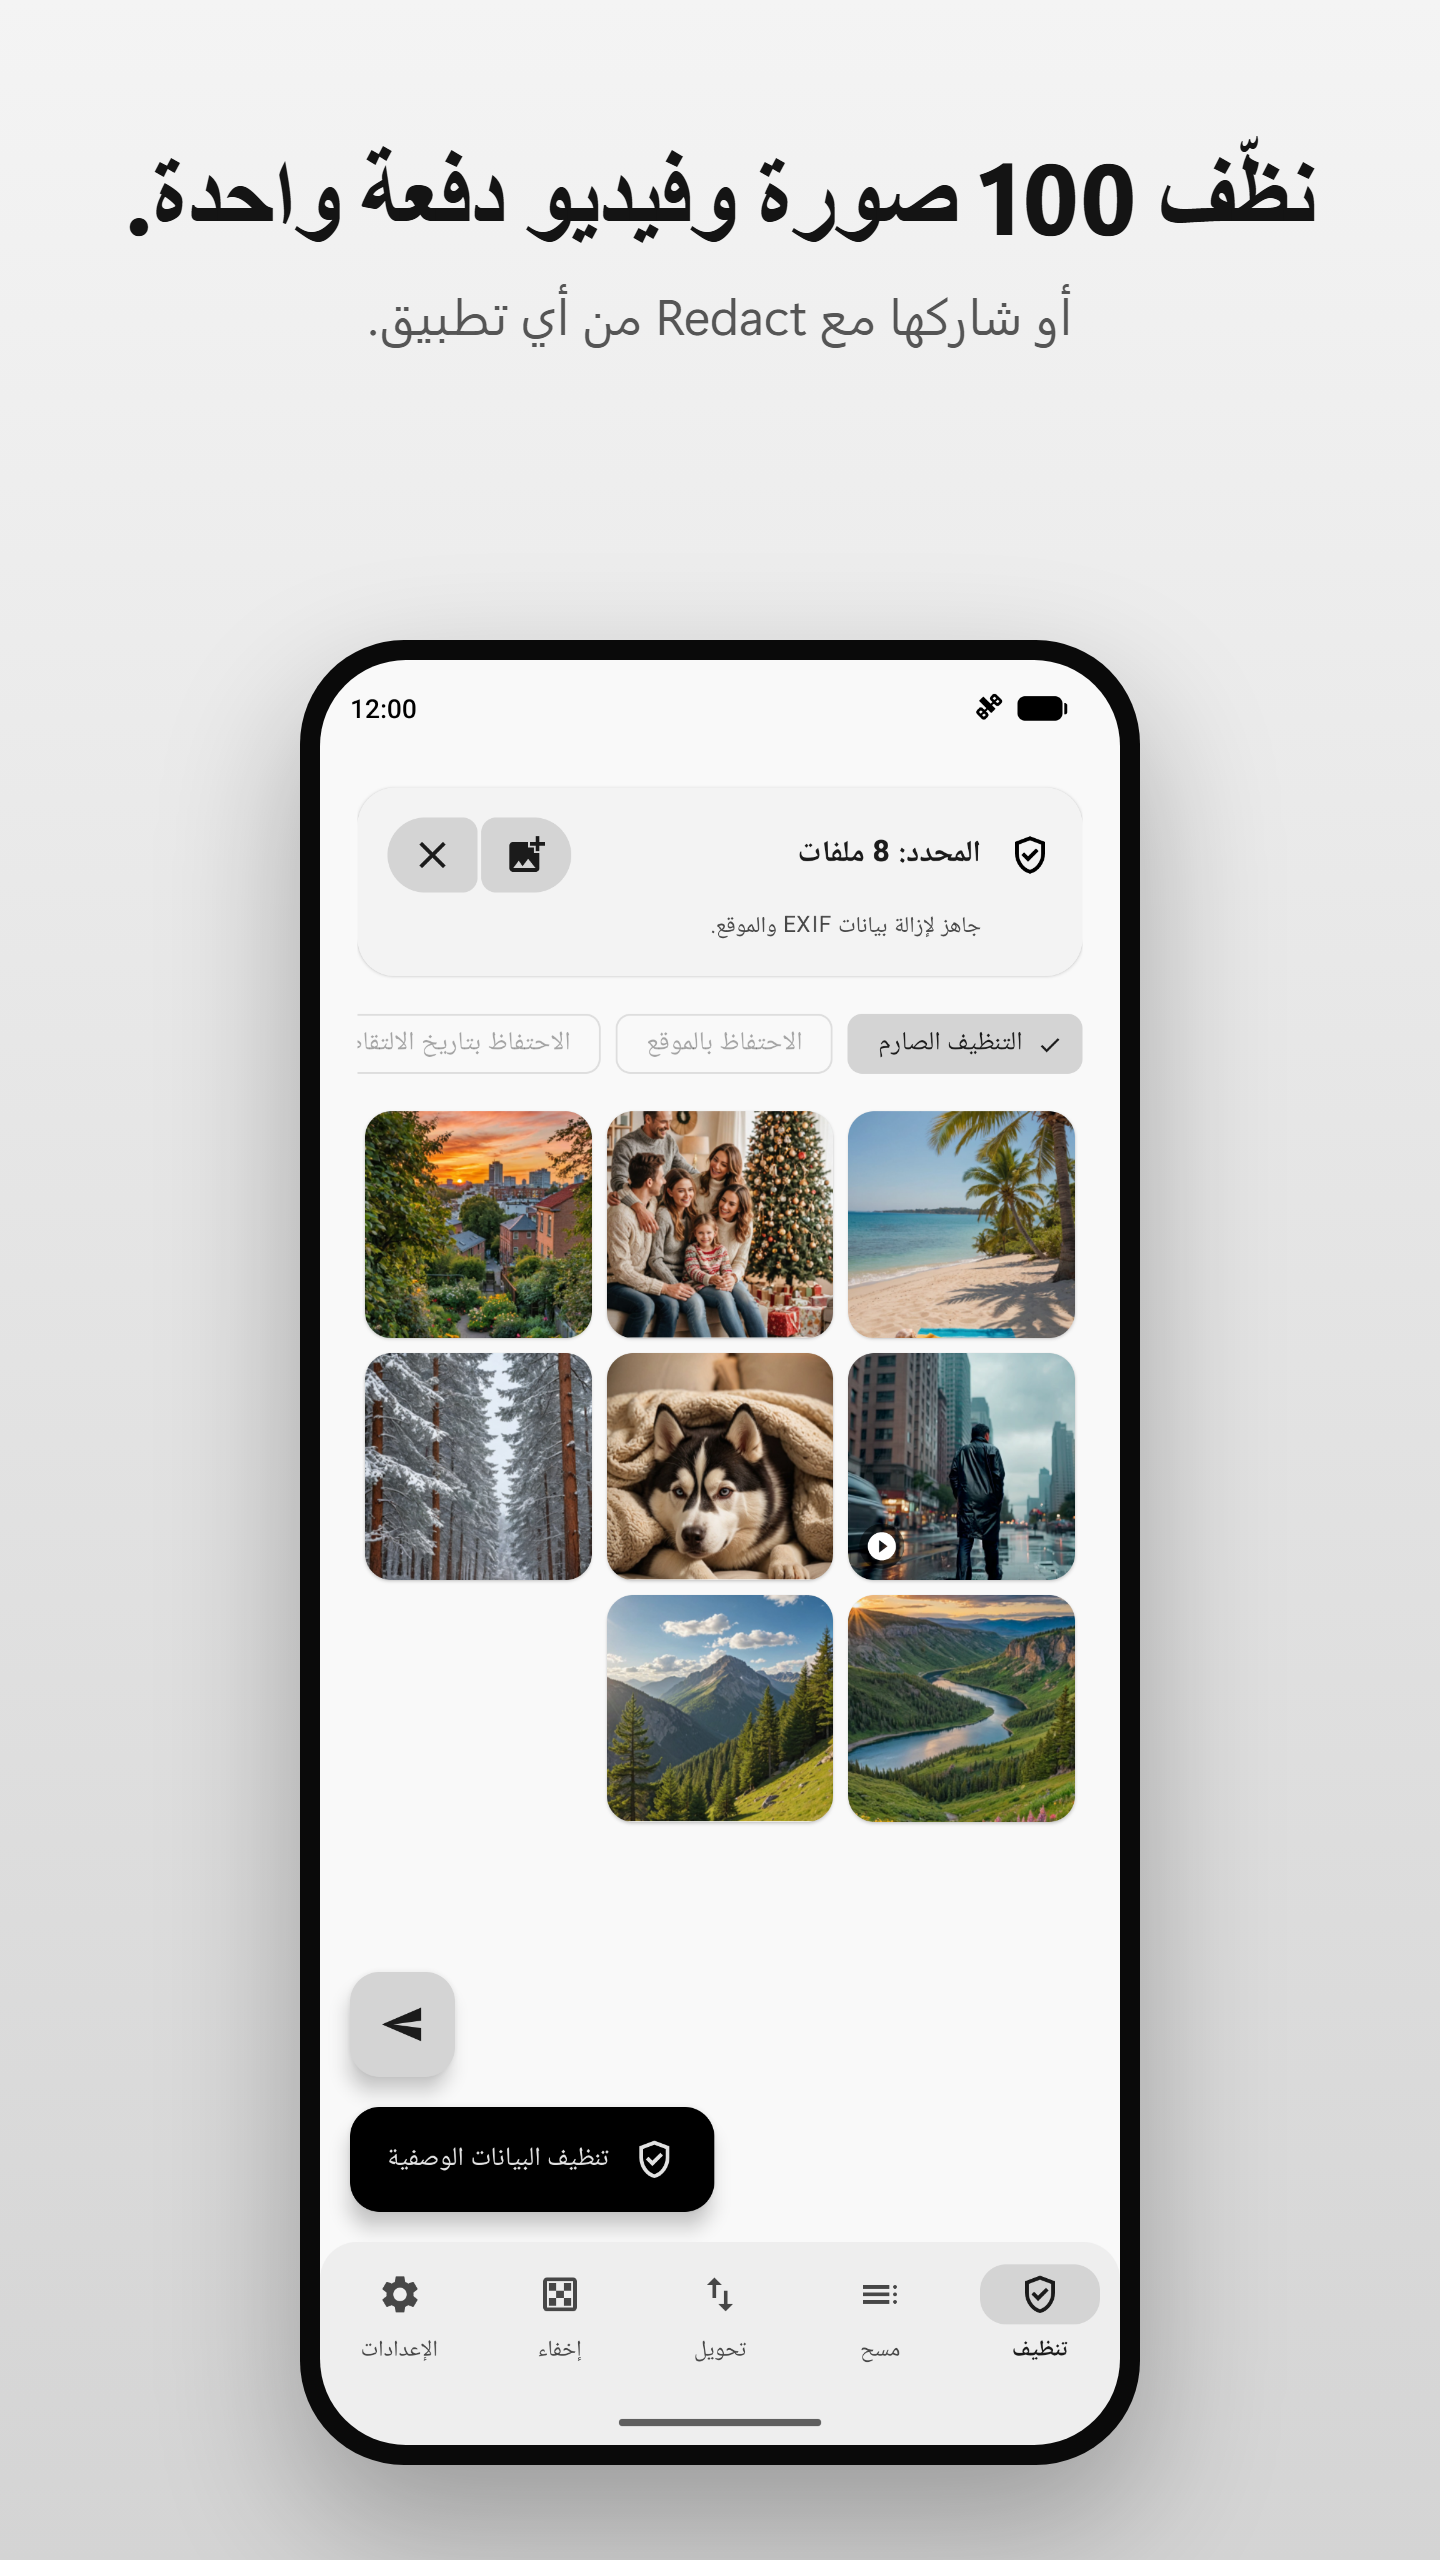 نظّف 100 صورة وفيديو دفعة واحدة.
أو شاركها مع Redact من أي تطبيق.
12:00
المحدد: 8 ملفات
جاهز لإزالة بيانات EXIF والموقع.
التنظيف الصارم
الاحتفاظ بالموقع
الاحتفاظ بتاريخ الالتقاط
تنظيف البيانات الوصفية
تنظيف
مسح
تحويل
إخفاء
الإعدادات